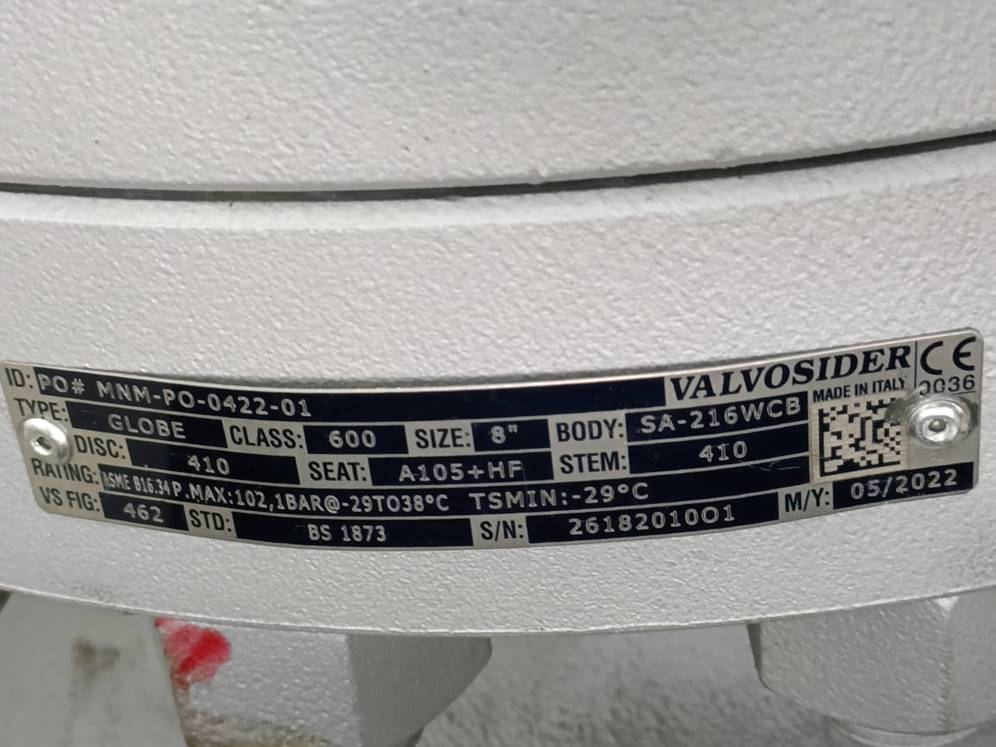 ID: PO# MNM-PO-0422-01 VALVOSIDER CE
MADE IN ITALY 0036
TYPE: GLOBE CLASS: 600 SIZE: 8" BODY: SA-216WCB
DISC: 410 SEAT: A105+HF STEM: 410
RATING: ASME B16.34 P.MAX:102,1BAR@-29TO38°C TSMIN:-29°C
VS FIG: 462 STD: BS 1873 S/N: 2618201001 M/Y: 05/2022